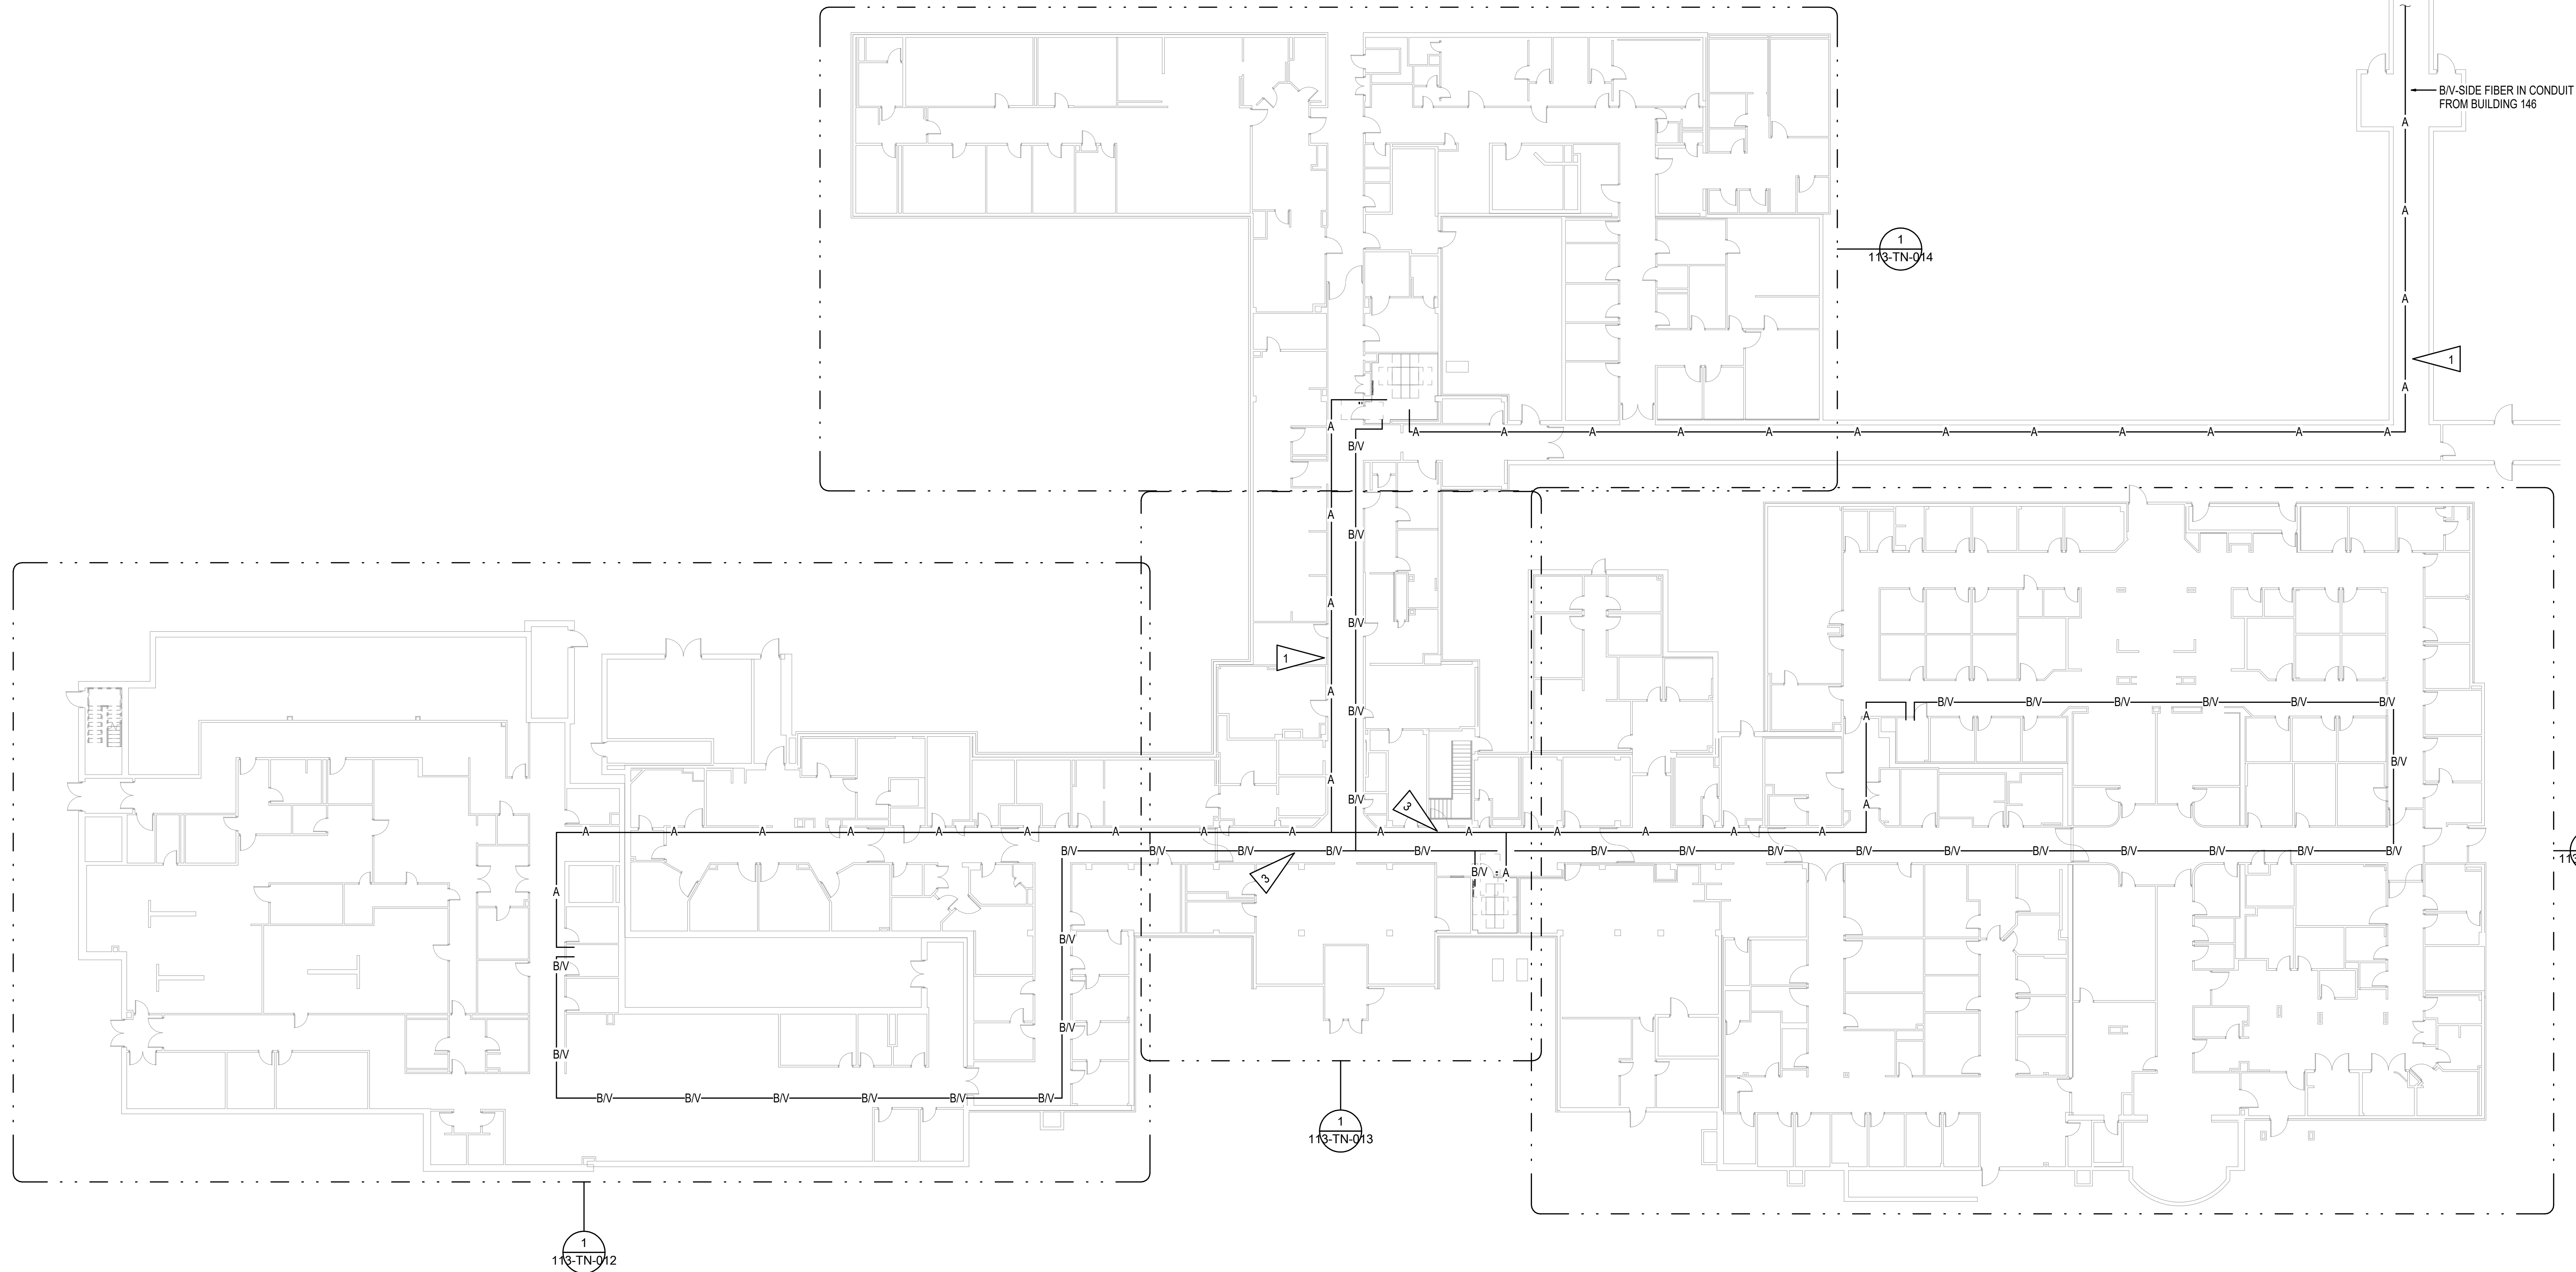 B/V-SIDE FIBER IN CONDUIT
FROM BUILDING 146
A
A
1
113-TN-014
A
1
A
A
A A A A A A A A A A A A
B/V
A
B/V
A
B/V
1
A
B/V
B/V B/V B/V B/V B/V B/V
A
B/V
A
B/V
A
3
A A A A A A A A A A A A A A A
B/V B/V B/V B/V B/V B/V B/V B/V B/V B/V B/V B/V B/V B/V B/V
B/V A
3
A
B/V
B/V
B/V
B/V
B/V B/V B/V B/V B/V B/V
1
113-TN-013
1
113-TN-012